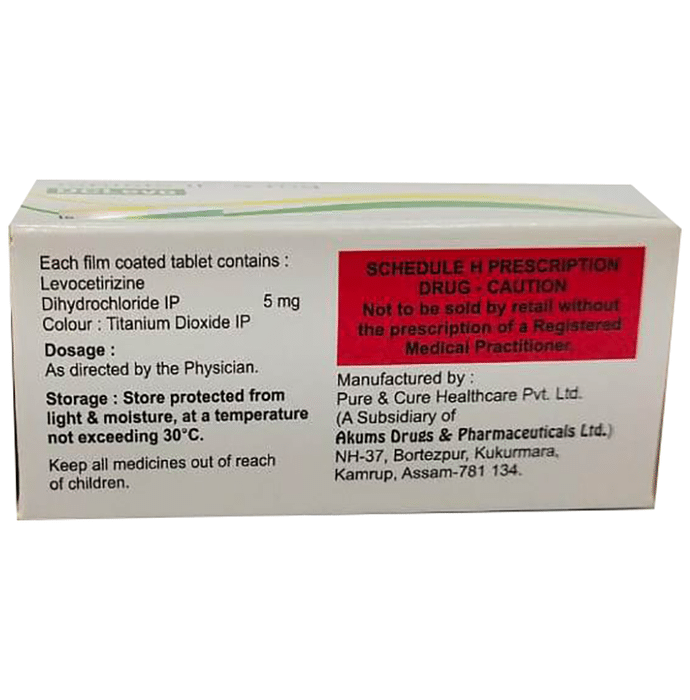 Each film coated tablet contains :
Levocetirizine
Dihydrochloride IP 5 mg
Colour : Titanium Dioxide IP
Dosage :
As directed by the Physician.
Storage : Store protected from
light & moisture, at a temperature
not exceeding 30°C.
Keep all medicines out of reach
of children.
SCHEDULE H PRESCRIPTION
DRUG - CAUTION
Not to be sold by retail without
the prescription of a Registered
Medical Practitioner.
Manufactured by :
Pure & Cure Healthcare Pvt. Ltd.
(A Subsidiary of
Akums Drugs & Pharmaceuticals Ltd.)
NH-37, Bortezpur, Kukurmara,
Kamrup, Assam-781 134.